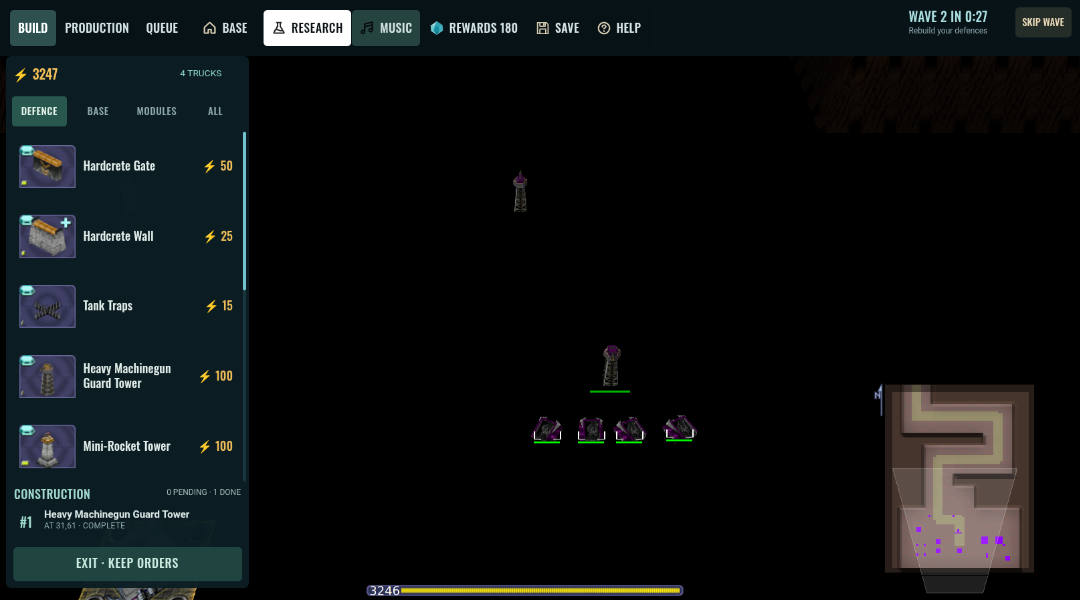 BUILD PRODUCTION QUEUE BASE RESEARCH MUSIC REWARDS 180 SAVE HELP
WAVE 2 IN 0:27
Rebuild your defences
SKIP WAVE
3247
4 TRUCKS
DEFENCE BASE MODULES ALL
Hardcrete Gate 50
Hardcrete Wall 25
Tank Traps 15
Heavy Machinegun
Guard Tower 100
Mini-Rocket Tower 100
CONSTRUCTION 0 PENDING · 1 DONE
#1 Heavy Machinegun Guard Tower
AT 31,61 · COMPLETE
EXIT · KEEP ORDERS
3246
N